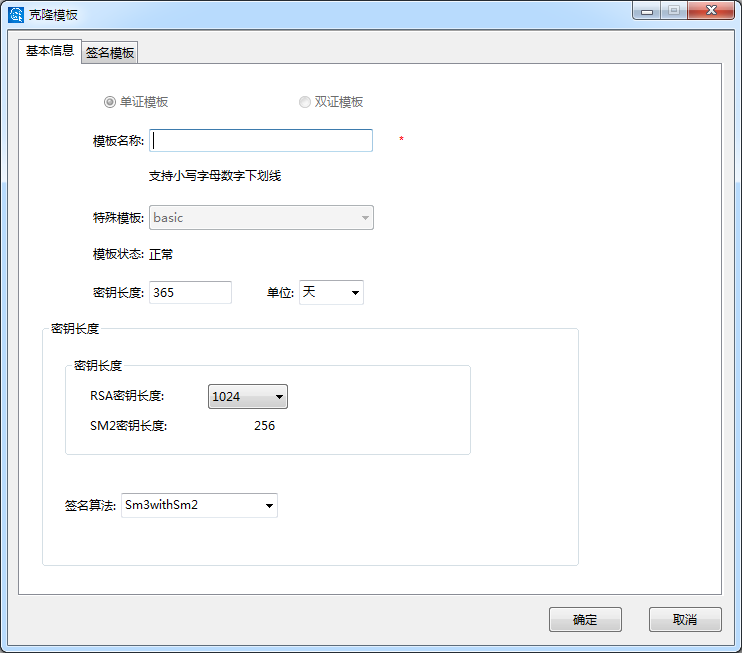 克隆模板
基本信息 签名模板
单证模板 双证模板
模板名称: *
支持小写字母数字下划线
特殊模板: basic
模板状态: 正常
密钥长度: 365 单位: 天
密钥长度
密钥长度
RSA密钥长度: 1024
SM2密钥长度: 256
签名算法: Sm3withSm2
确定 取消